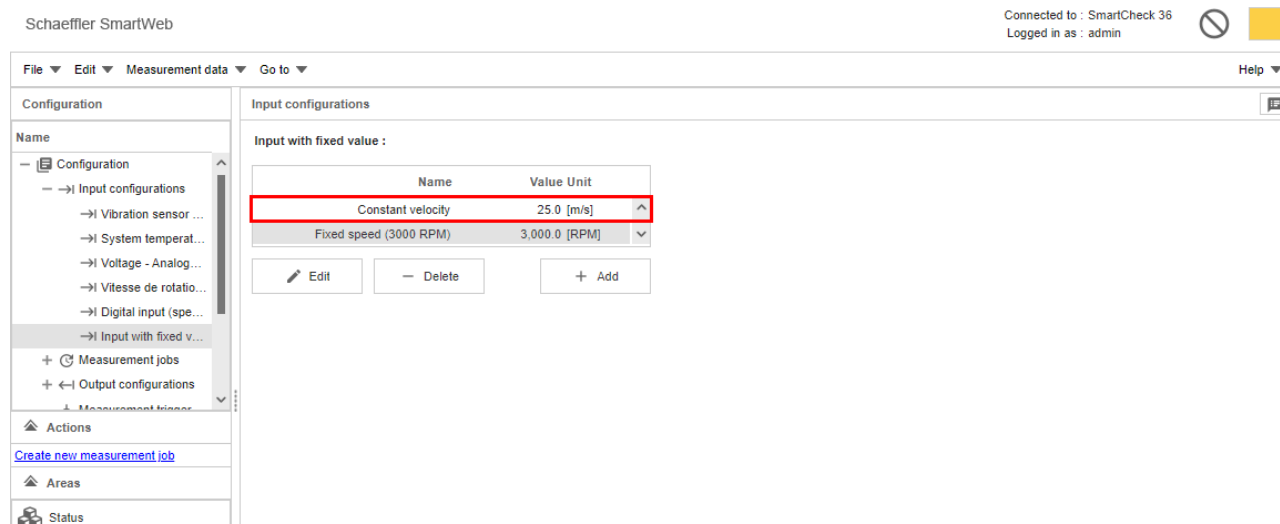 Schaeffler SmartWeb
Connected to : SmartCheck 36
Logged in as : admin
File Edit Measurement data Go to Help
Configuration
Name
Configuration
Input configurations
Vibration sensor ...
System temperat...
Voltage - Analog...
Vitesse de rotatio...
Digital input (spe...
Input with fixed v...
Measurement jobs
Output configurations
Measurement trigger
Actions
Create new measurement job
Areas
Status
Input configurations
Input with fixed value :
Name Value Unit
Constant velocity 25.0 [m/s]
Fixed speed (3000 RPM) 3,000.0 [RPM]
Edit Delete Add